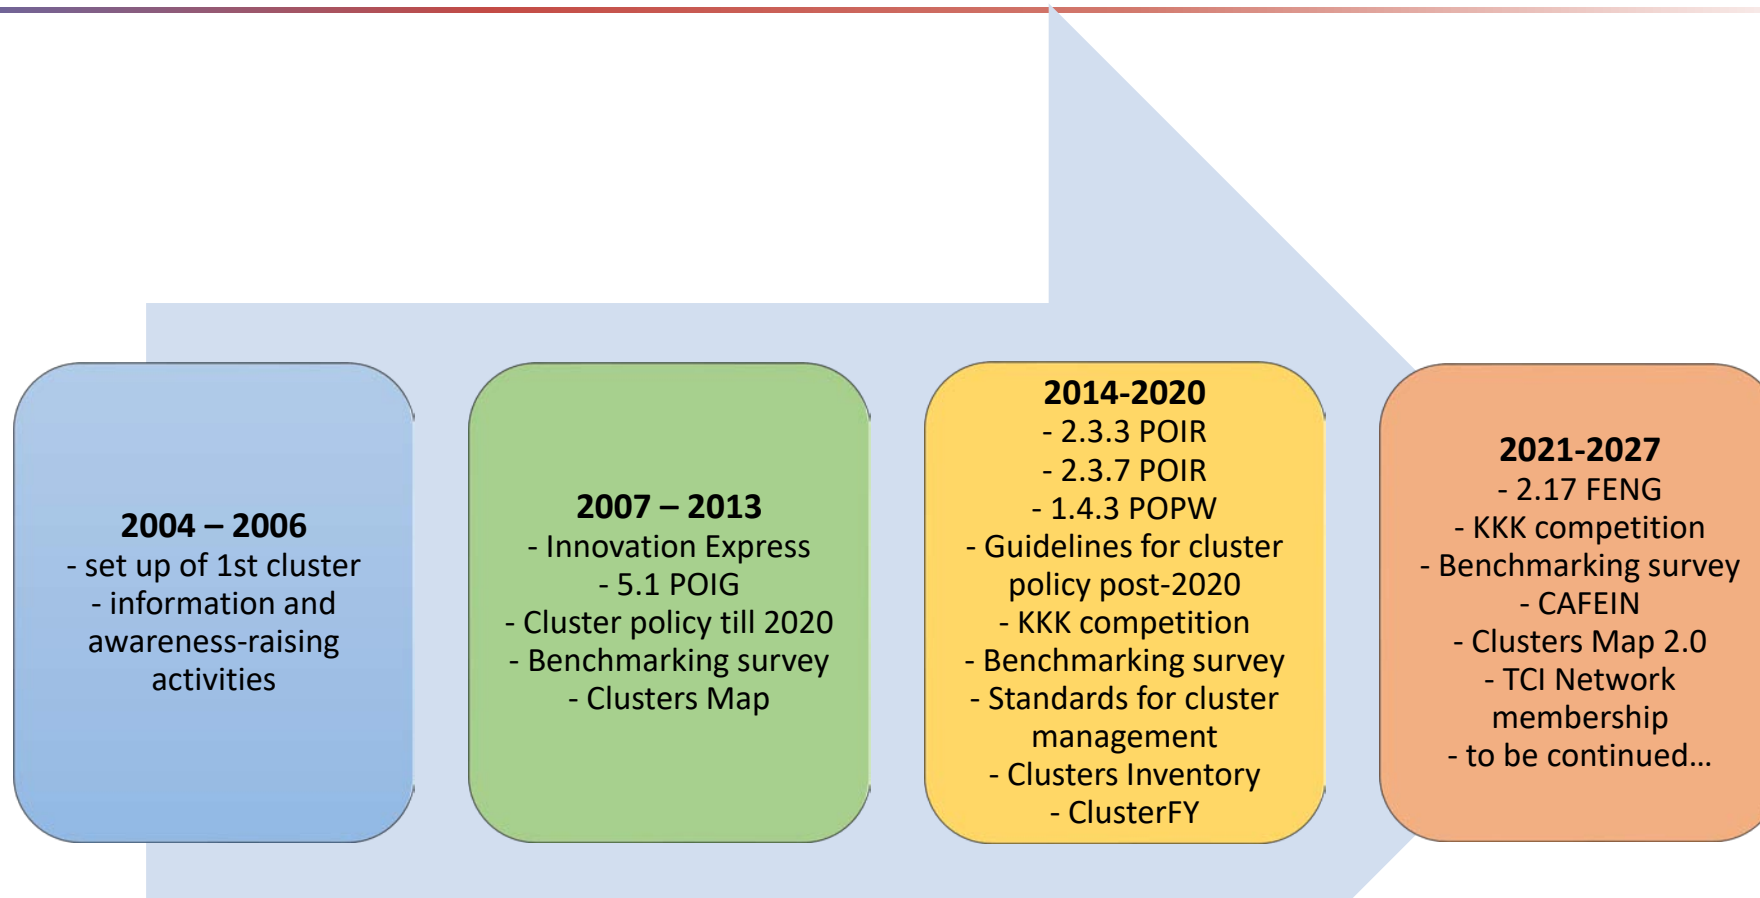 2004 – 2006
- set up of 1st cluster
- information and
awareness-raising
activities
2007 – 2013
- Innovation Express
- 5.1 POIG
- Cluster policy till 2020
- Benchmarking survey
- Clusters Map
2014-2020
- 2.3.3 POIR
- 2.3.7 POIR
- 1.4.3 POPW
- Guidelines for cluster
policy post-2020
- KKK competition
- Benchmarking survey
- Standards for cluster
management
- Clusters Inventory
- ClusterFY
2021-2027
- 2.17 FENG
- KKK competition
- Benchmarking survey
- CAFEIN
- Clusters Map 2.0
- TCI Network
membership
- to be continued…